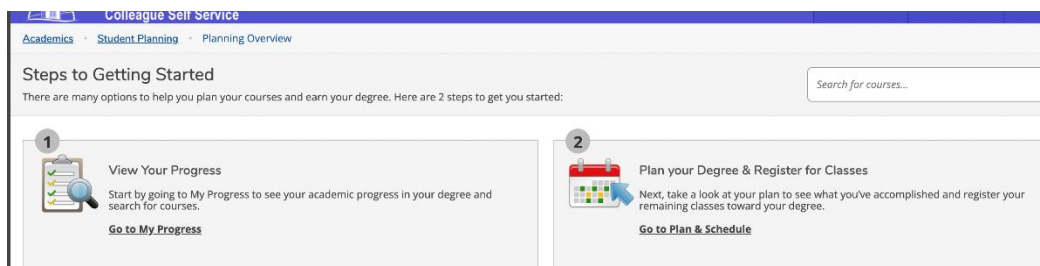 Colleague Self Service
Academics · Student Planning · Planning Overview
Steps to Getting Started
There are many options to help you plan your courses and earn your degree. Here are 2 steps to get you started:
Search for courses...
1
View Your Progress
Start by going to My Progress to see your academic progress in your degree and
search for courses.
Go to My Progress
2
Plan your Degree & Register for Classes
Next, take a look at your plan to see what you've accomplished and register your
remaining classes toward your degree.
Go to Plan & Schedule